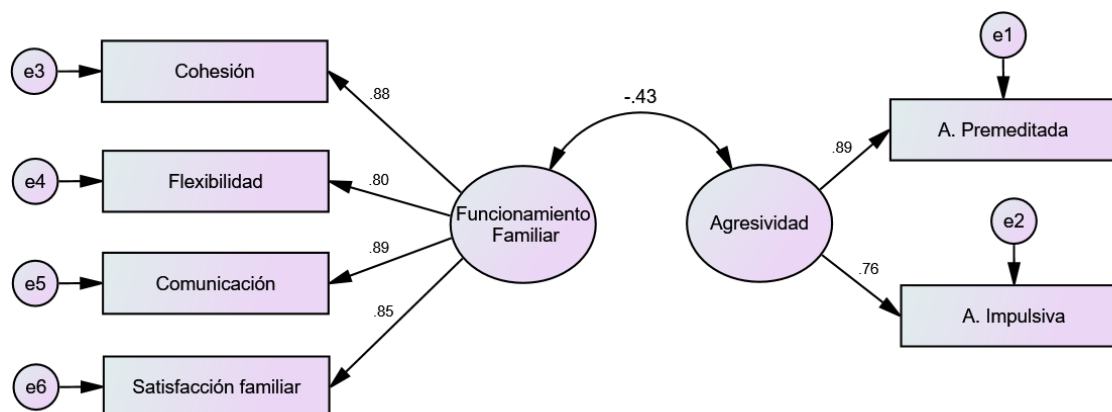 e1
e3
Cohesión
.88
-.43
A. Premeditada
.89
e4
Flexibilidad
.80
Funcionamiento
Familiar
Agresividad
e2
.89
e5
Comunicación
.76
.85
A. Impulsiva
e6
Satisfacción familiar